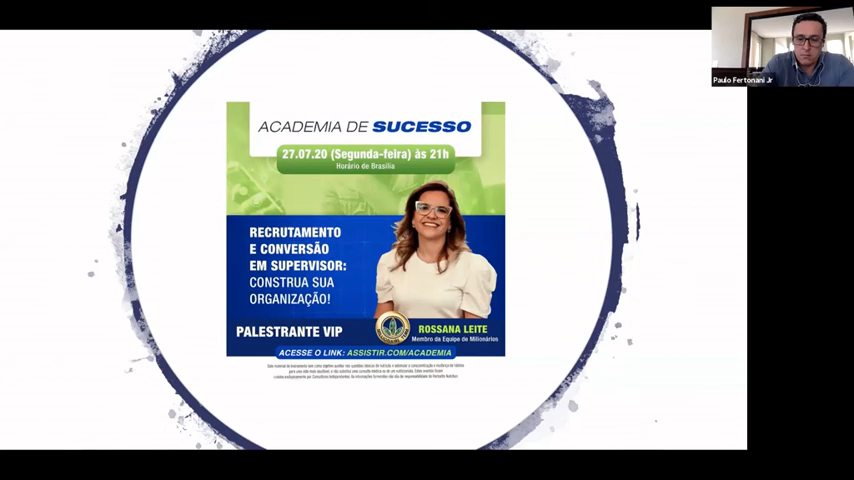 Paulo Fertonani Jr
ACADEMIA DE SUCESSO
27.07.20 (Segunda-feira) às 21h
Horário de Brasília
RECRUTAMENTO
E CONVERSÃO
EM SUPERVISOR:
CONSTRUA SUA
ORGANIZAÇÃO!
PALESTRANTE VIP
ROSSANA LEITE
Membro da Equipe de Milionários
ACESSE O LINK: ASSISTIR.COM/ACADEMIA